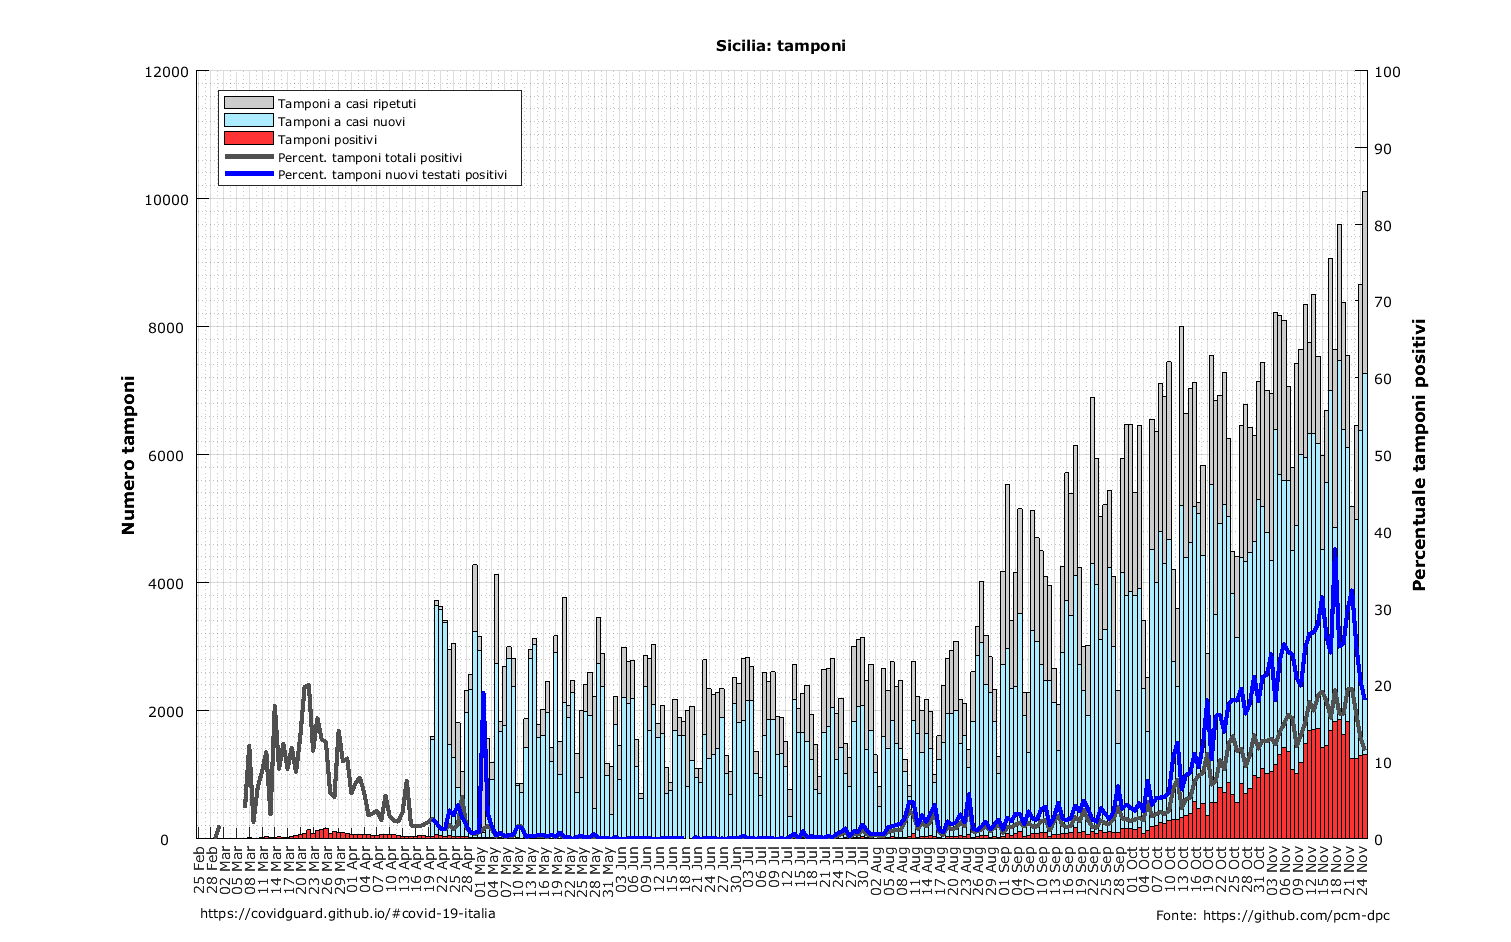 Sicilia: tamponi
Tamponi a casi ripetuti
Tamponi a casi nuovi
Tamponi positivi
Percent. tamponi totali positivi
Percent. tamponi nuovi testati positivi
Numero tamponi
12000
10000
8000
6000
4000
2000
0
100
90
80
70
60
50
40
30
20
10
0
Percentuale tamponi positivi
25 Feb
28 Feb
02 Mar
05 Mar
08 Mar
11 Mar
14 Mar
17 Mar
20 Mar
23 Mar
26 Mar
29 Mar
01 Apr
04 Apr
07 Apr
10 Apr
13 Apr
16 Apr
19 Apr
22 Apr
25 Apr
28 Apr
01 May
04 May
07 May
10 May
13 May
16 May
19 May
22 May
25 May
28 May
31 May
03 Jun
06 Jun
09 Jun
12 Jun
15 Jun
18 Jun
21 Jun
24 Jun
27 Jun
30 Jun
03 Jul
06 Jul
09 Jul
12 Jul
15 Jul
18 Jul
21 Jul
24 Jul
27 Jul
30 Jul
02 Aug
05 Aug
08 Aug
11 Aug
14 Aug
17 Aug
20 Aug
23 Aug
26 Aug
29 Aug
01 Sep
04 Sep
07 Sep
10 Sep
13 Sep
16 Sep
19 Sep
22 Sep
25 Sep
28 Sep
01 Oct
04 Oct
07 Oct
10 Oct
13 Oct
16 Oct
19 Oct
22 Oct
25 Oct
28 Oct
31 Oct
03 Nov
06 Nov
09 Nov
12 Nov
15 Nov
18 Nov
21 Nov
24 Nov
https://covidguard.github.io/#covid-19-italia
Fonte: https://github.com/pcm-dpc